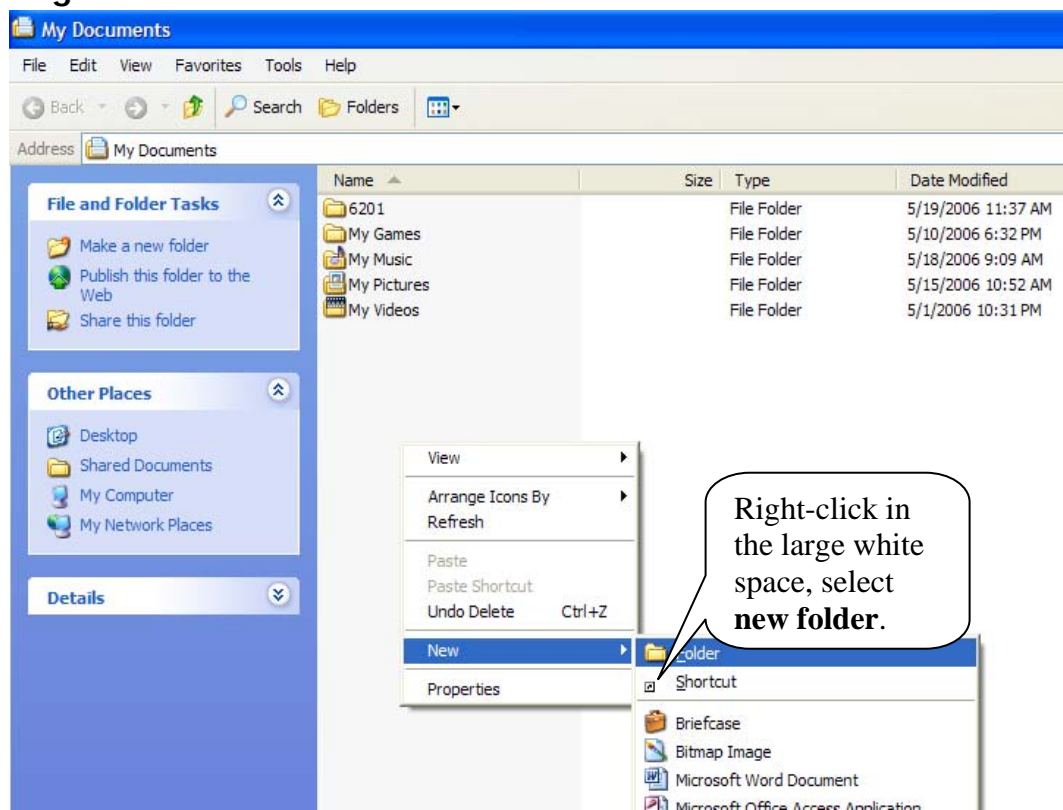 My Documents
File Edit View Favorites Tools Help
Back Search Folders
Address My Documents
Name Size Type Date Modified
File and Folder Tasks
Make a new folder
Publish this folder to the
Web
Share this folder
Other Places
Desktop
Shared Documents
My Computer
My Network Places
Details
6201 File Folder 5/19/2006 11:37 AM
My Games File Folder 5/10/2006 6:32 PM
My Music File Folder 5/18/2006 9:09 AM
My Pictures File Folder 5/15/2006 10:52 AM
My Videos File Folder 5/1/2006 10:31 PM
View
Arrange Icons By
Refresh
Paste
Paste Shortcut
Undo Delete Ctrl+Z
New
Properties
Right-click in
the large white
space, select
new folder.
Folder
Shortcut
Briefcase
Bitmap Image
Microsoft Word Document
Microsoft Office Access Application